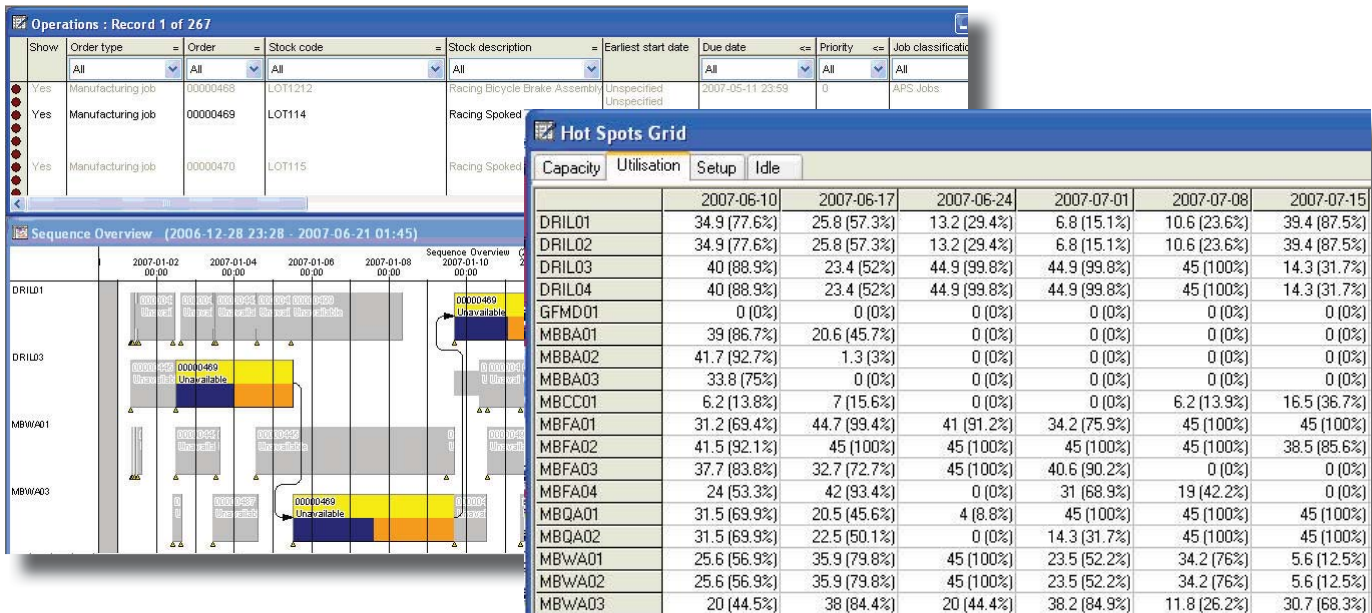 Operations : Record 1 of 267
Show Order type = Order = Stock code = Stock description = Earliest start date Due date <= Priority <= Job classificatio
All All All All All All All
Yes Manufacturing job 00000468 LOT1212 Racing Bicycle Brake Assembly Unspecified 2007-05-11 23:59 0 APS Jobs
Unspecified
Yes Manufacturing job 00000469 LOT114 Racing Spoked
Yes Manufacturing job 00000470 LOT115 Racing Spoked
Sequence Overview (2006-12-28 23:28 - 2007-06-21 01:45)
Sequence Overview
2007-01-02 2007-01-04 2007-01-06 2007-01-08 2007-01-10
00:00 00:00 00:00 00:00 00:00
DRIL01
00000469
Unavailable
DRIL03
00000469
Unavailable
MBWA01
MBWA03
00000469
Unavailable
Hot Spots Grid
Capacity Utilisation Setup Idle
2007-06-10 2007-06-17 2007-06-24 2007-07-01 2007-07-08 2007-07-15
DRIL01 34.9 (77.6%) 25.8 (57.3%) 13.2 (29.4%) 6.8 (15.1%) 10.6 (23.6%) 39.4 (87.5%)
DRIL02 34.9 (77.6%) 25.8 (57.3%) 13.2 (29.4%) 6.8 (15.1%) 10.6 (23.6%) 39.4 (87.5%)
DRIL03 40 (88.9%) 23.4 (52%) 44.9 (99.8%) 44.9 (99.8%) 45 (100%) 14.3 (31.7%)
DRIL04 40 (88.9%) 23.4 (52%) 44.9 (99.8%) 44.9 (99.8%) 45 (100%) 14.3 (31.7%)
GFMD01 0 (0%) 0 (0%) 0 (0%) 0 (0%) 0 (0%) 0 (0%)
MBBA01 39 (86.7%) 20.6 (45.7%) 0 (0%) 0 (0%) 0 (0%) 0 (0%)
MBBA02 41.7 (92.7%) 1.3 (3%) 0 (0%) 0 (0%) 0 (0%) 0 (0%)
MBBA03 33.8 (75%) 0 (0%) 0 (0%) 0 (0%) 0 (0%) 0 (0%)
MBCC01 6.2 (13.8%) 7 (15.6%) 0 (0%) 0 (0%) 6.2 (13.9%) 16.5 (36.7%)
MBFA01 31.2 (69.4%) 44.7 (99.4%) 41 (91.2%) 34.2 (75.9%) 45 (100%) 45 (100%)
MBFA02 41.5 (92.1%) 45 (100%) 45 (100%) 45 (100%) 45 (100%) 38.5 (85.6%)
MBFA03 37.7 (83.8%) 32.7 (72.7%) 45 (100%) 40.6 (90.2%) 0 (0%) 0 (0%)
MBFA04 24 (53.3%) 42 (93.4%) 0 (0%) 31 (68.9%) 19 (42.2%) 0 (0%)
MBQA01 31.5 (69.9%) 20.5 (45.6%) 4 (8.8%) 45 (100%) 45 (100%) 45 (100%)
MBQA02 31.5 (69.9%) 22.5 (50.1%) 0 (0%) 14.3 (31.7%) 45 (100%) 45 (100%)
MBWA01 25.6 (56.9%) 35.9 (79.8%) 45 (100%) 23.5 (52.2%) 34.2 (76%) 5.6 (12.5%)
MBWA02 25.6 (56.9%) 35.9 (79.8%) 45 (100%) 23.5 (52.2%) 34.2 (76%) 5.6 (12.5%)
MBWA03 20 (44.5%) 38 (84.4%) 20 (44.4%) 38.2 (84.9%) 11.8 (26.2%) 30.7 (68.3%)